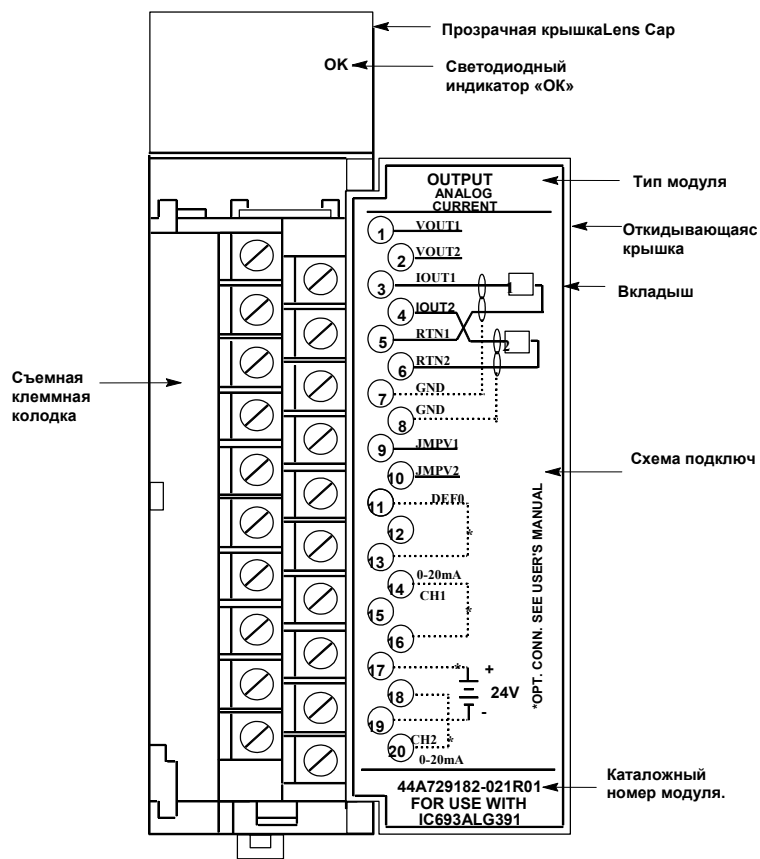 Прозрачная крышкаLens Cap
OK
Светодиодный
индикатор «ОК»
OUTPUT
ANALOG
CURRENT
Тип модуля
Откидывающаяс
крышка
Вкладыш
Съемная
клеммная
колодка
Схема подключ
1 VOUT1
2 VOUT2
3 IOUT1 1
4 IOUT2
5 RTN1 2
6 RTN2
7 GND
8 GND
9 JMPV1
10 JMPV2
11 DEF0
12
13 *
14 0-20mA
CH1
15 *
16
17 * +
18 24V
19 -
CH2 *
20 0-20mA
*OPT. CONN. SEE USER'S MANUAL
44A729182-021R01
FOR USE WITH
IC693ALG391
Каталожный
номер модуля.